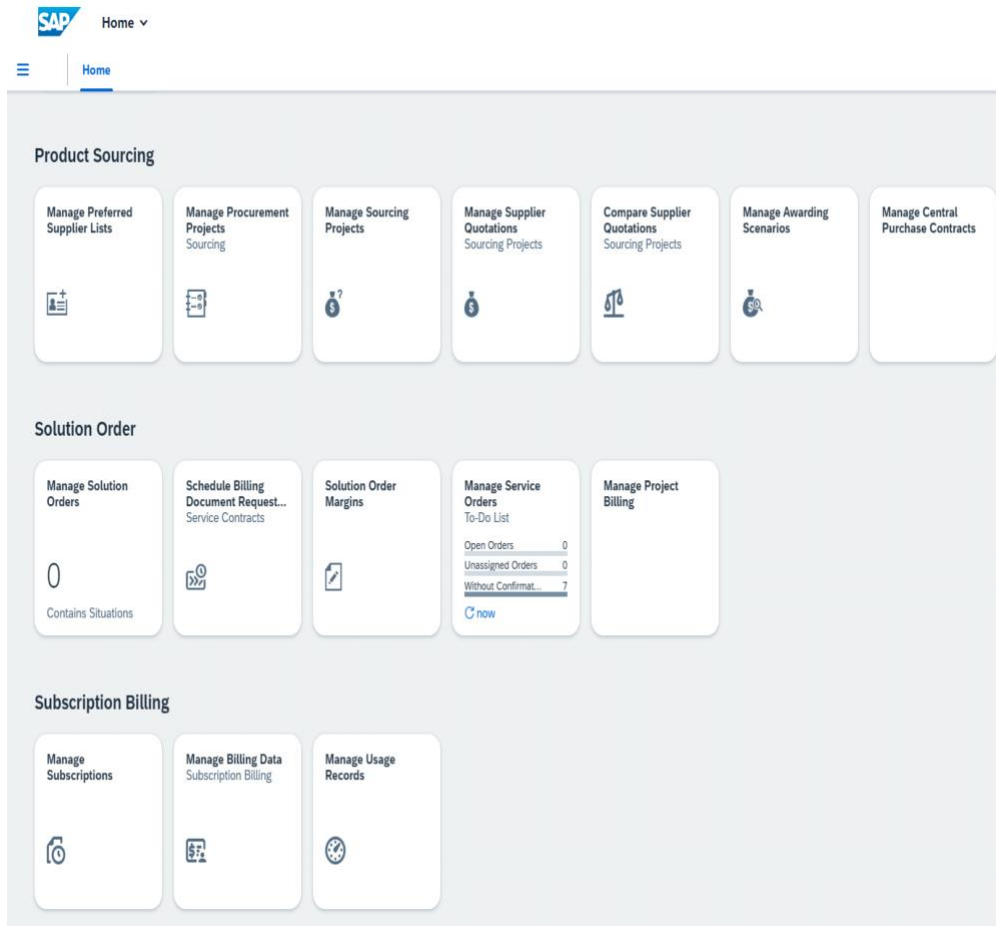 SAP Home
Home
Product Sourcing
Manage Preferred
Supplier Lists
Manage Procurement
Projects
Sourcing
Manage Sourcing
Projects
Manage Supplier
Quotations
Sourcing Projects
Compare Supplier
Quotations
Sourcing Projects
Manage Awarding
Scenarios
Manage Central
Purchase Contracts
Solution Order
Manage Solution
Orders
0
Contains Situations
Schedule Billing
Document Request...
Service Contracts
Solution Order
Margins
Manage Service
Orders
To-Do List
Open Orders 0
Unassigned Orders 0
Without Confirmat... 7
now
Manage Project
Billing
Subscription Billing
Manage
Subscriptions
Manage Billing Data
Subscription Billing
Manage Usage
Records